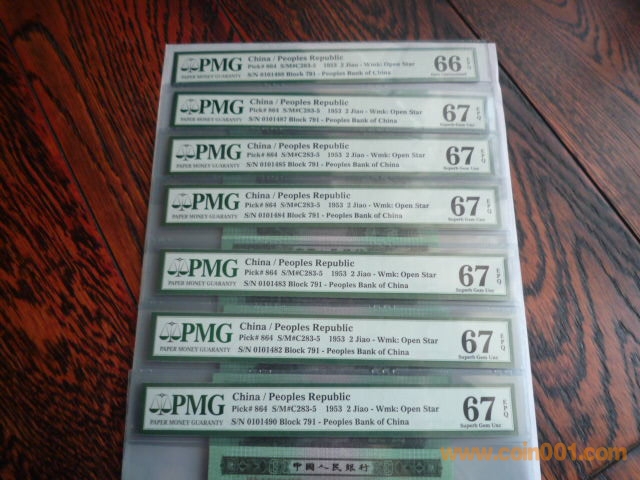 PMG
PAPER MONEY GUARANTY
China / Peoples Republic
Pick# 864 S/M#C283-5 1953 2 Jiao - Wmk: Open Star
Block 791 - Peoples Bank of China
66 EPQ
PMG
PAPER MONEY GUARANTY
China / Peoples Republic
Pick# 864 S/M#C283-5 1953 2 Jiao - Wmk: Open Star
S/N 0101487 Block 791 - Peoples Bank of China
67 EPQ
Superb Gem Unc
PMG
PAPER MONEY GUARANTY
China / Peoples Republic
Pick# 864 S/M#C283-5 1953 2 Jiao - Wmk: Open Star
S/N 0101485 Block 791 - Peoples Bank of China
67 EPQ
Superb Gem Unc
PMG
PAPER MONEY GUARANTY
China / Peoples Republic
Pick# 864 S/M#C283-5 1953 2 Jiao - Wmk: Open Star
S/N 0101484 Block 791 - Peoples Bank of China
67 EPQ
Superb Gem Unc
PMG
PAPER MONEY GUARANTY
China / Peoples Republic
Pick# 864 S/M#C283-5 1953 2 Jiao - Wmk: Open Star
S/N 0101483 Block 791 - Peoples Bank of China
67 EPQ
Superb Gem Unc
PMG
PAPER MONEY GUARANTY
China / Peoples Republic
Pick# 864 S/M#C283-5 1953 2 Jiao - Wmk: Open Star
S/N 0101482 Block 791 - Peoples Bank of China
67 EPQ
Superb Gem Unc
PMG
PAPER MONEY GUARANTY
China / Peoples Republic
Pick# 864 S/M#C283-5 1953 2 Jiao - Wmk: Open Star
S/N 0101490 Block 791 - Peoples Bank of China
67 EPQ
Superb Gem Unc
中國人民銀行
www.coin001.com